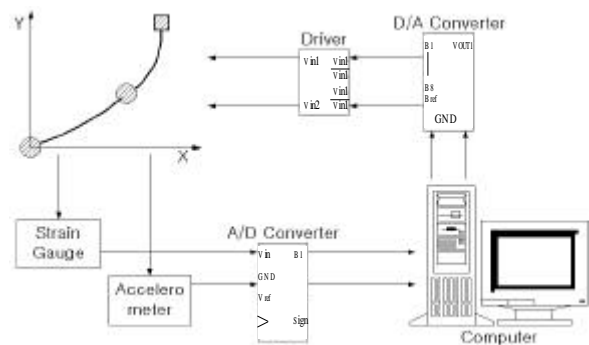 Y
X
D/A Converter
Driver
Vin1 Vin1
Vin1
Vin1
Vin2 Vin1
B1 VOUT1
B8
Bref
GND
Strain
Gauge
A/D Converter
Vin B1
GND
Vref
> Sign
Accelero
meter
Computer